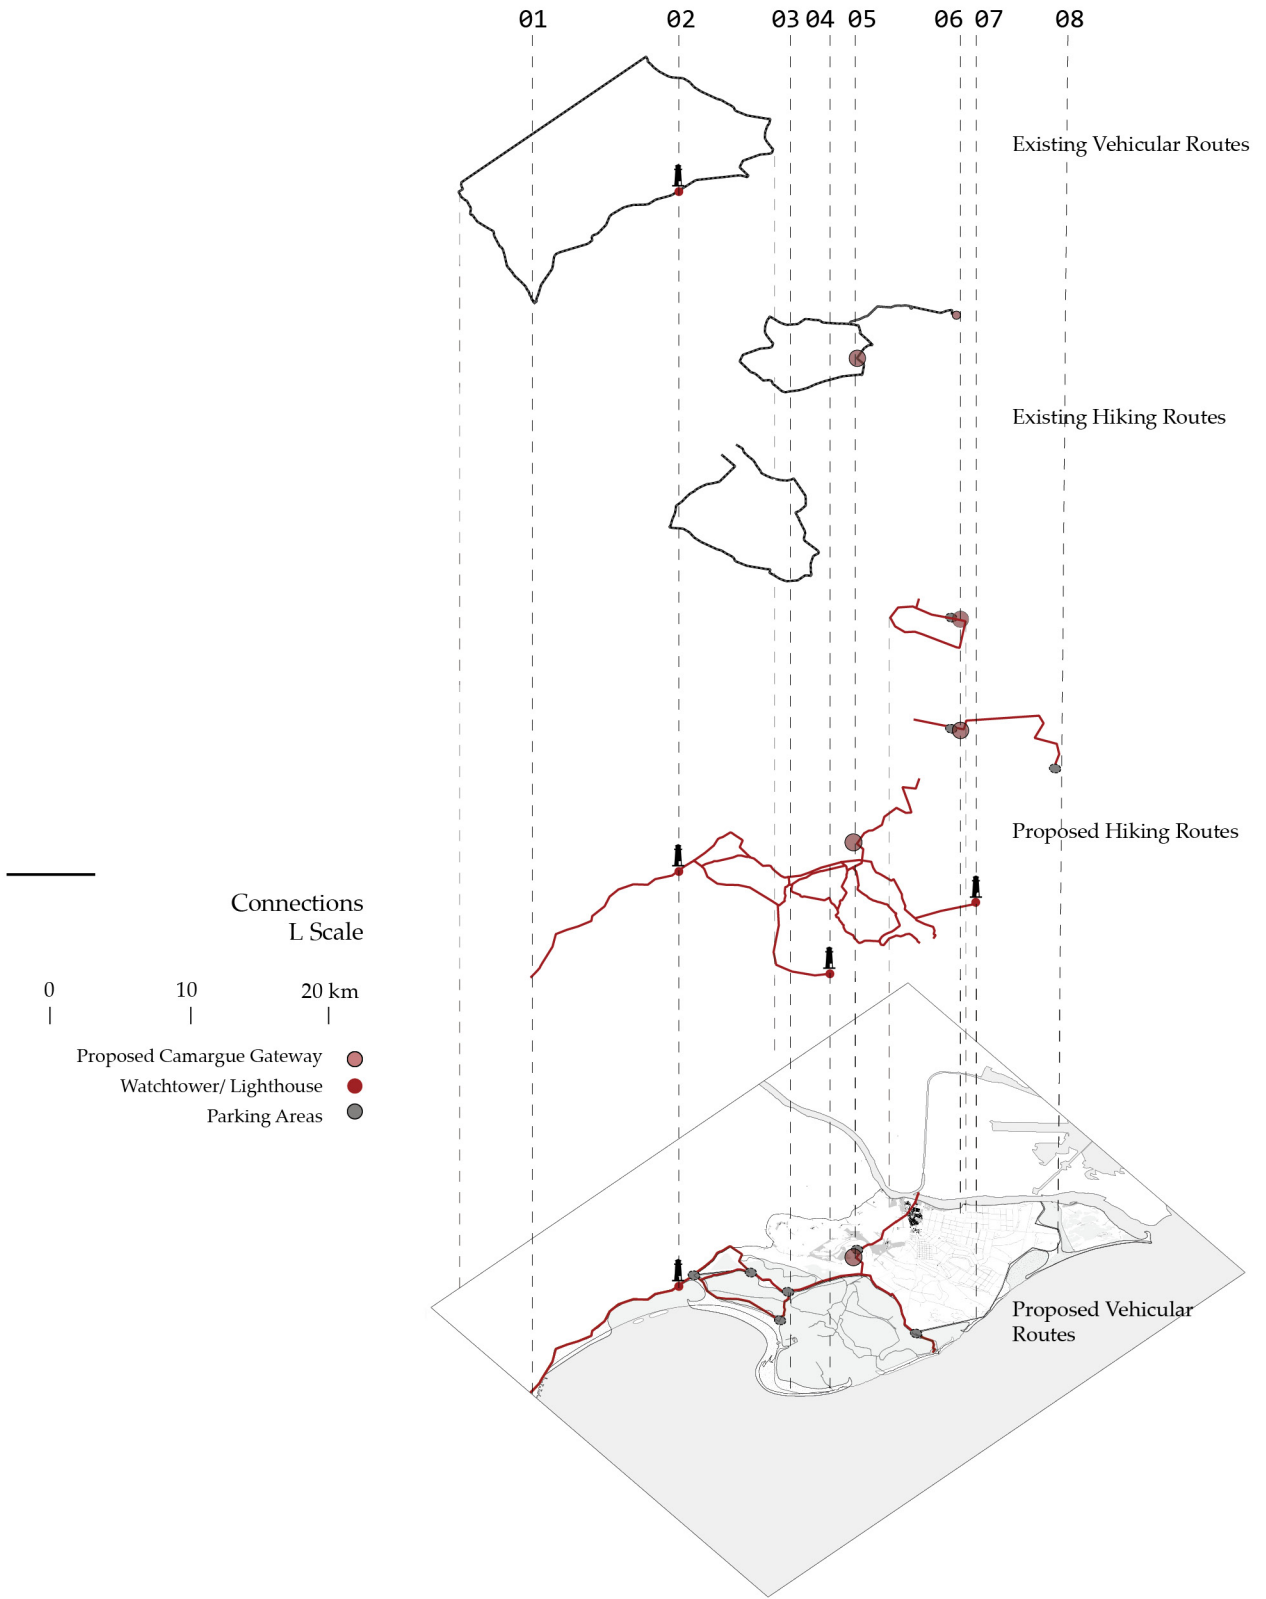 01 02 03 04 05 06 07 08
Existing Vehicular Routes
Existing Hiking Routes
Proposed Hiking Routes
Connections
L Scale
0 10 20 km
Proposed Camargue Gateway
Watchtower/ Lighthouse
Parking Areas
Proposed Vehicular
Routes